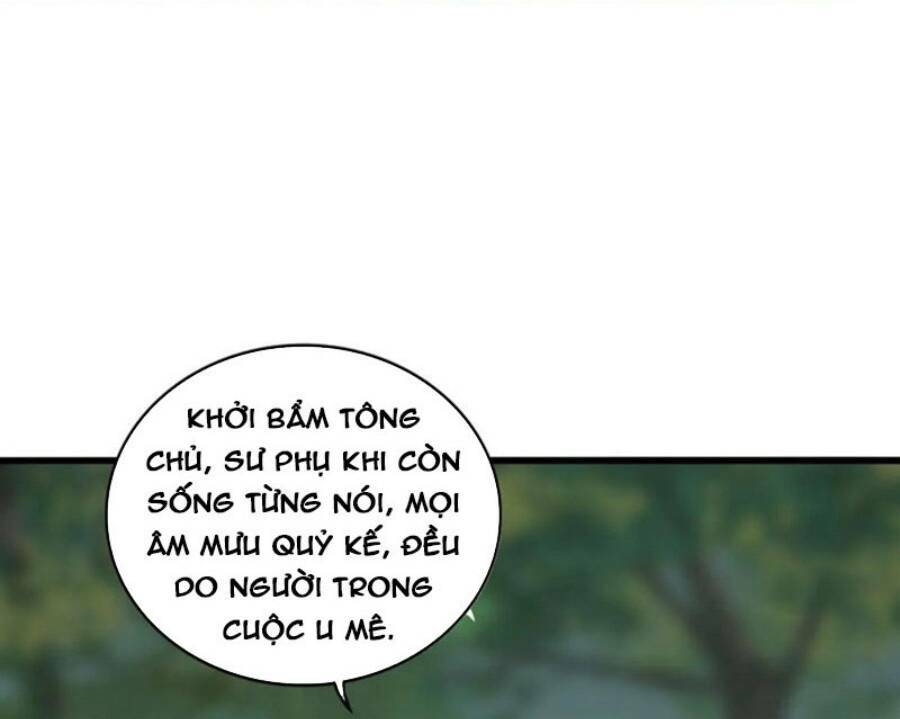 KHỞI BẨM TÔNG
CHỦ, SƯ PHỤ KHI CÒN
SỐNG TỪNG NÓI, MỌI
ÂM MƯU QUỶ KẾ, ĐỀU
DO NGƯỜI TRONG
CUỘC U MÊ.